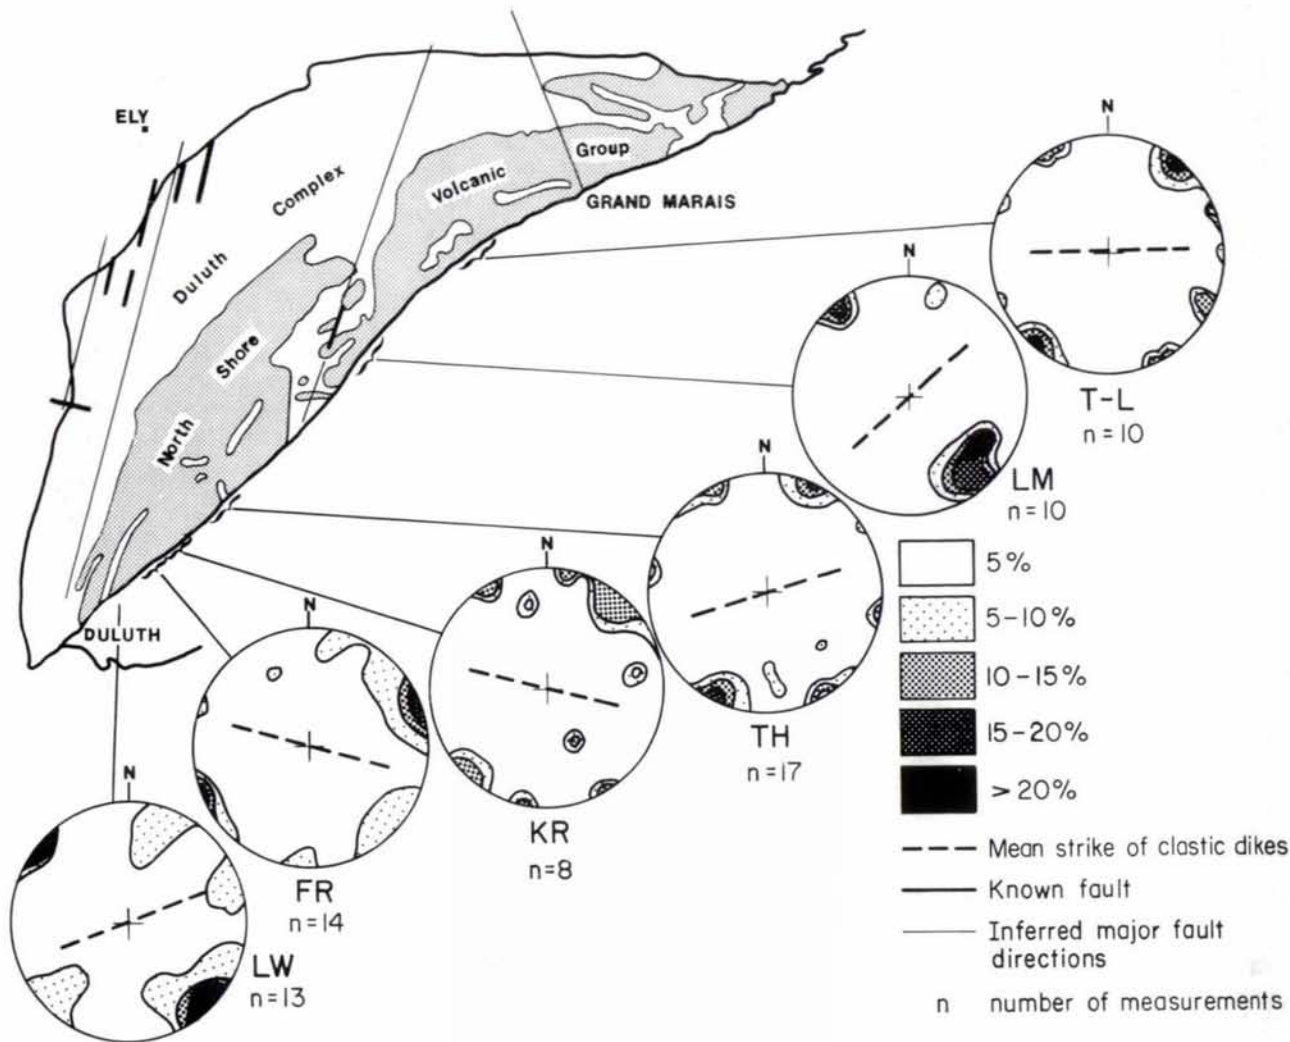 ELY
Complex
Duluth
Volcanic
Group
GRAND MARAIS
Shore
North
DULUTH
N
T-L
n=10
N
LM
n=10
N
TH
n=17
N
KR
n=8
N
FR
n=14
N
LW
n=13
5%
5-10%
10-15%
15-20%
>20%
Mean strike of clastic dikes
Known fault
Inferred major fault
directions
n number of measurements